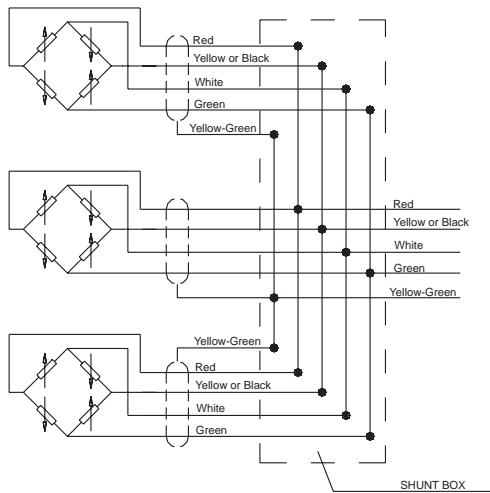 Red
Yellow or Black
White
Green
Yellow-Green
Red
Yellow or Black
White
Green
Yellow-Green
Yellow-Green
Red
Yellow or Black
White
Green
SHUNT BOX